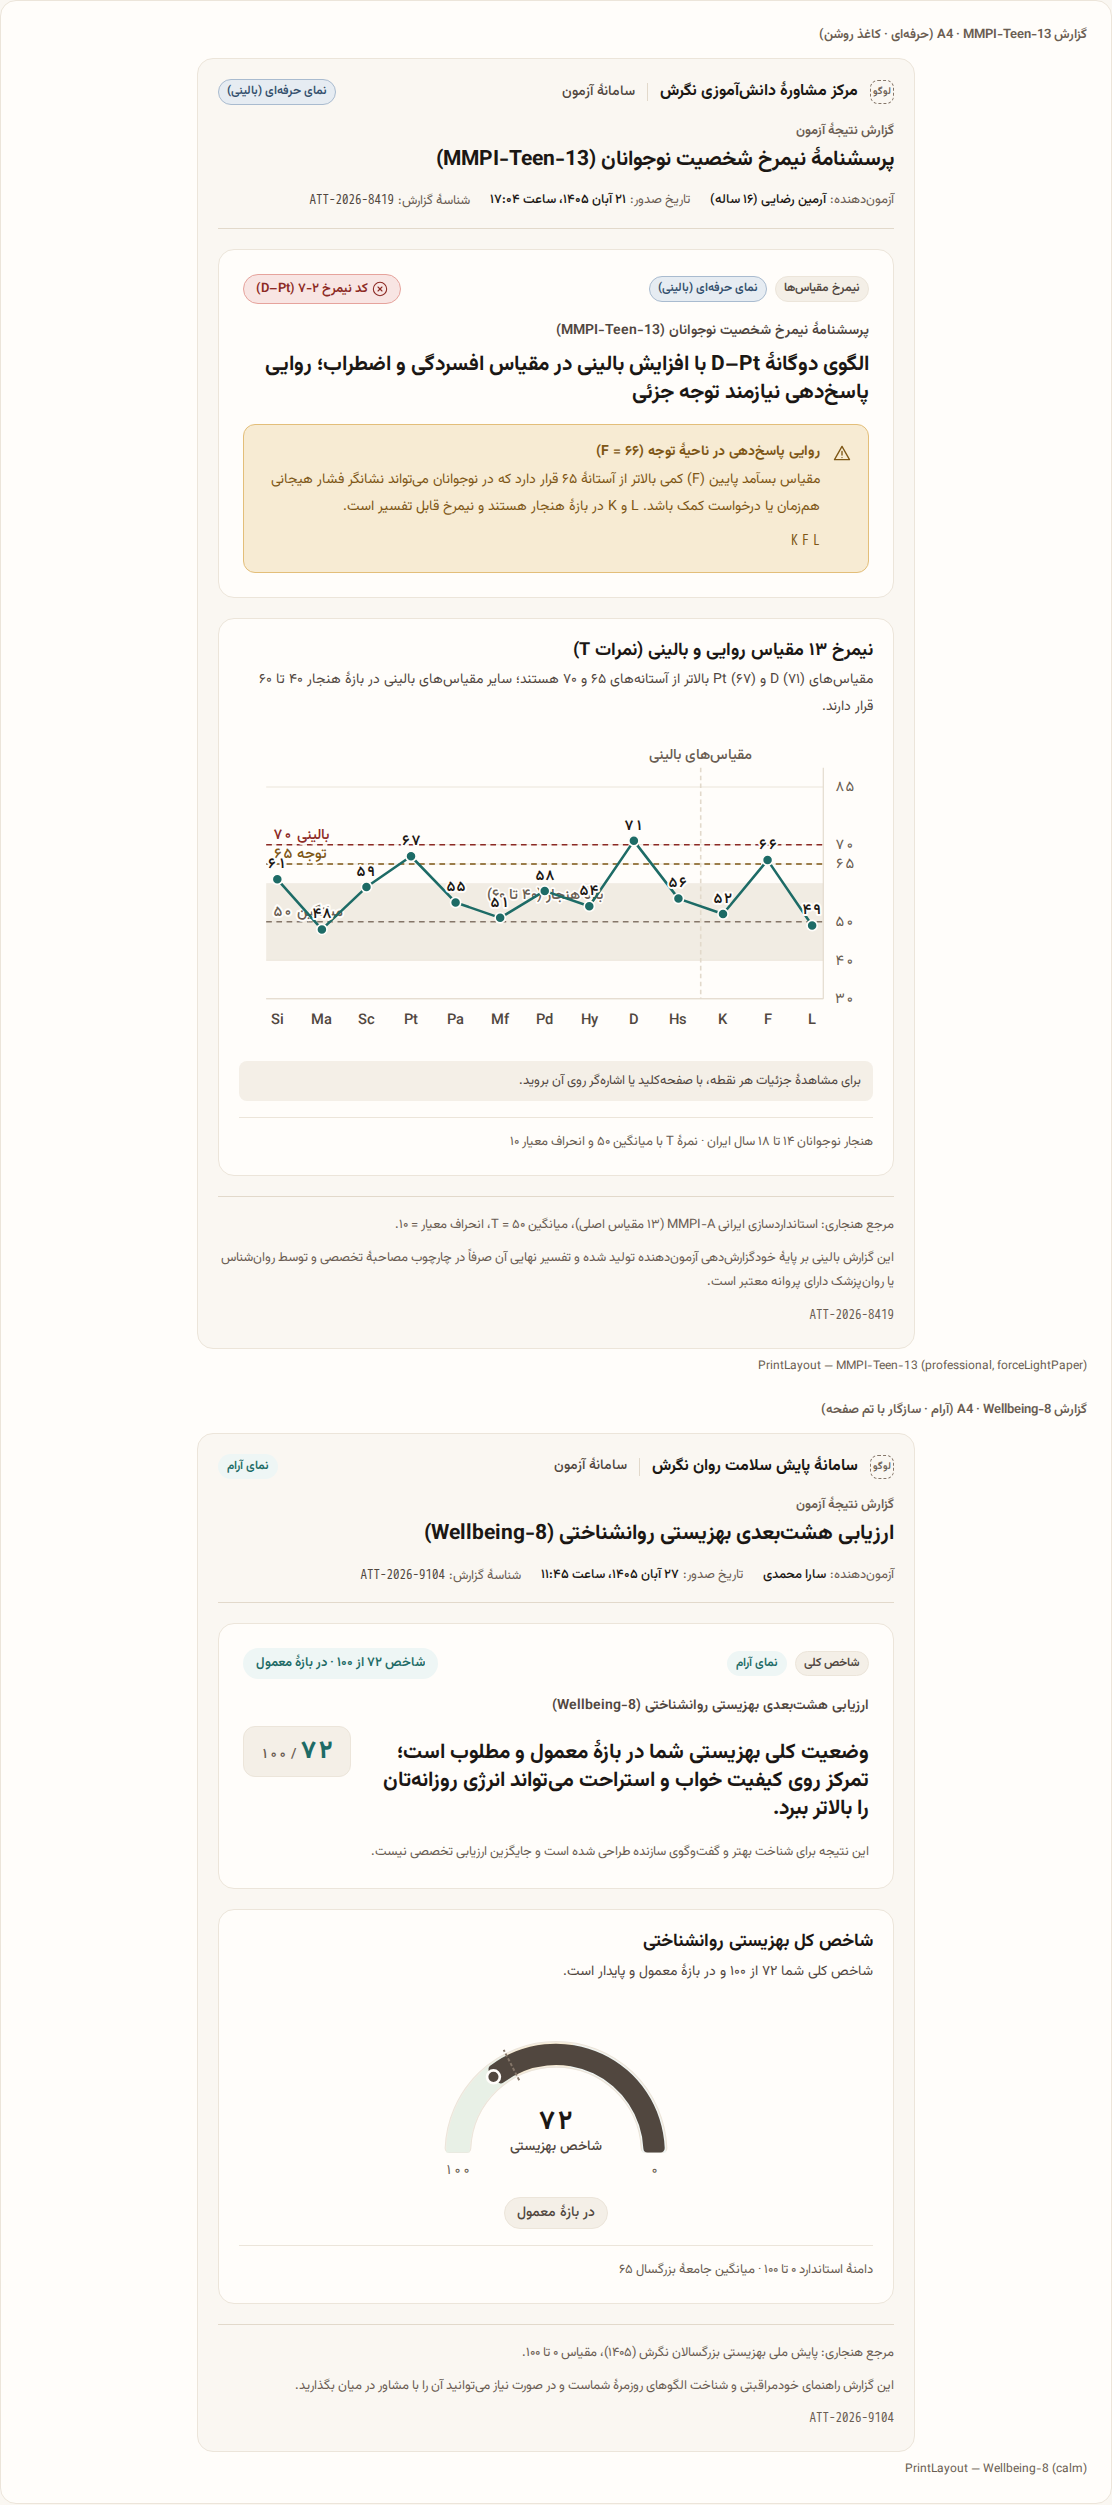 گزارش A4 · MMPI-Teen-13 (حرفه‌ای · کاغذ روشن)
لوگو
مرکز مشاورهٔ دانش‌آموزی نگرش
سامانهٔ آزمون
نمای حرفه‌ای (بالینی)
گزارش نتیجهٔ آزمون
پرسشنامهٔ نیمرخ شخصیت نوجوانان (MMPI-Teen-13)
آزمون‌دهنده: آرمین رضایی (۱۶ ساله) تاریخ صدور: ۲۱ آبان ۱۴۰۵، ساعت ۱۷:۰۴ شناسهٔ گزارش: ATT-2026-8419
نیمرخ مقیاس‌ها
نمای حرفه‌ای (بالینی)
کد نیمرخ ۲-۷ (D–Pt)
پرسشنامهٔ نیمرخ شخصیت نوجوانان (MMPI-Teen-13)
الگوی دوگانهٔ D–Pt با افزایش بالینی در مقیاس افسردگی و اضطراب؛ روایی
پاسخ‌دهی نیازمند توجه جزئی
روایی پاسخ‌دهی در ناحیهٔ توجه (F = ۶۶)
مقیاس بسآمد پایین (F) کمی بالاتر از آستانهٔ ۶۵ قرار دارد که در نوجوانان می‌تواند نشانگر فشار هیجانی
هم‌زمان یا درخواست کمک باشد. L و K در بازهٔ هنجار هستند و نیمرخ قابل تفسیر است.
K F L
نیمرخ ۱۳ مقیاس روایی و بالینی (نمرات T)
مقیاس‌های D (۷۱) و Pt (۶۷) بالاتر از آستانه‌های ۶۵ و ۷۰ هستند؛ سایر مقیاس‌های بالینی در بازهٔ هنجار ۴۰ تا ۶۰
قرار دارند.
مقیاس‌های بالینی
۸۵
۷۰
۶۵
۵۰
۴۰
۳۰
بالینی ۷۰
توجه ۶۵
میانگین ۵۰
بازهٔ هنجار (۴۰ تا ۶۰)
۶۱ ۴۸ ۵۹ ۶۷ ۵۵ ۵۱ ۵۸ ۵۴ ۷۱ ۵۶ ۵۲ ۶۶ ۴۹
Si Ma Sc Pt Pa Mf Pd Hy D Hs K F L
برای مشاهدهٔ جزئیات هر نقطه، با صفحه‌کلید یا اشاره‌گر روی آن بروید.
هنجار نوجوانان ۱۴ تا ۱۸ سال ایران · نمرهٔ T با میانگین ۵۰ و انحراف معیار ۱۰
مرجع هنجاری: استانداردسازی ایرانی MMPI-A (۱۳ مقیاس اصلی)، میانگین T = ۵۰، انحراف معیار = ۱۰.
این گزارش بالینی بر پایهٔ خودگزارش‌دهی آزمون‌دهنده تولید شده و تفسیر نهایی آن صرفاً در چارچوب مصاحبهٔ تخصصی و توسط روان‌شناس
یا روان‌پزشک دارای پروانه معتبر است.
ATT-2026-8419
PrintLayout — MMPI-Teen-13 (professional, forceLightPaper)
گزارش A4 · Wellbeing-8 (آرام · سازگار با تم صفحه)
لوگو
سامانهٔ پایش سلامت روان نگرش
سامانهٔ آزمون
نمای آرام
گزارش نتیجهٔ آزمون
ارزیابی هشت‌بعدی بهزیستی روانشناختی (Wellbeing-8)
آزمون‌دهنده: سارا محمدی تاریخ صدور: ۲۷ آبان ۱۴۰۵، ساعت ۱۱:۴۵ شناسهٔ گزارش: ATT-2026-9104
شاخص کلی
نمای آرام
شاخص ۷۲ از ۱۰۰ · در بازهٔ معمول
ارزیابی هشت‌بعدی بهزیستی روانشناختی (Wellbeing-8)
وضعیت کلی بهزیستی شما در بازهٔ معمول و مطلوب است؛
تمرکز روی کیفیت خواب و استراحت می‌تواند انرژی روزانه‌تان
را بالاتر ببرد.
۷۲ / ۱۰۰
این نتیجه برای شناخت بهتر و گفت‌وگوی سازنده طراحی شده است و جایگزین ارزیابی تخصصی نیست.
شاخص کل بهزیستی روانشناختی
شاخص کلی شما ۷۲ از ۱۰۰ و در بازهٔ معمول و پایدار است.
۷۲
شاخص بهزیستی
۰
۱۰۰
در بازهٔ معمول
دامنهٔ استاندارد ۰ تا ۱۰۰ · میانگین جامعهٔ بزرگسال ۶۵
مرجع هنجاری: پایش ملی بهزیستی بزرگسالان نگرش (۱۴۰۵)، مقیاس ۰ تا ۱۰۰.
این گزارش راهنمای خودمراقبتی و شناخت الگوهای روزمرهٔ شماست و در صورت نیاز می‌توانید آن را با مشاور در میان بگذارید.
ATT-2026-9104
PrintLayout — Wellbeing-8 (calm)